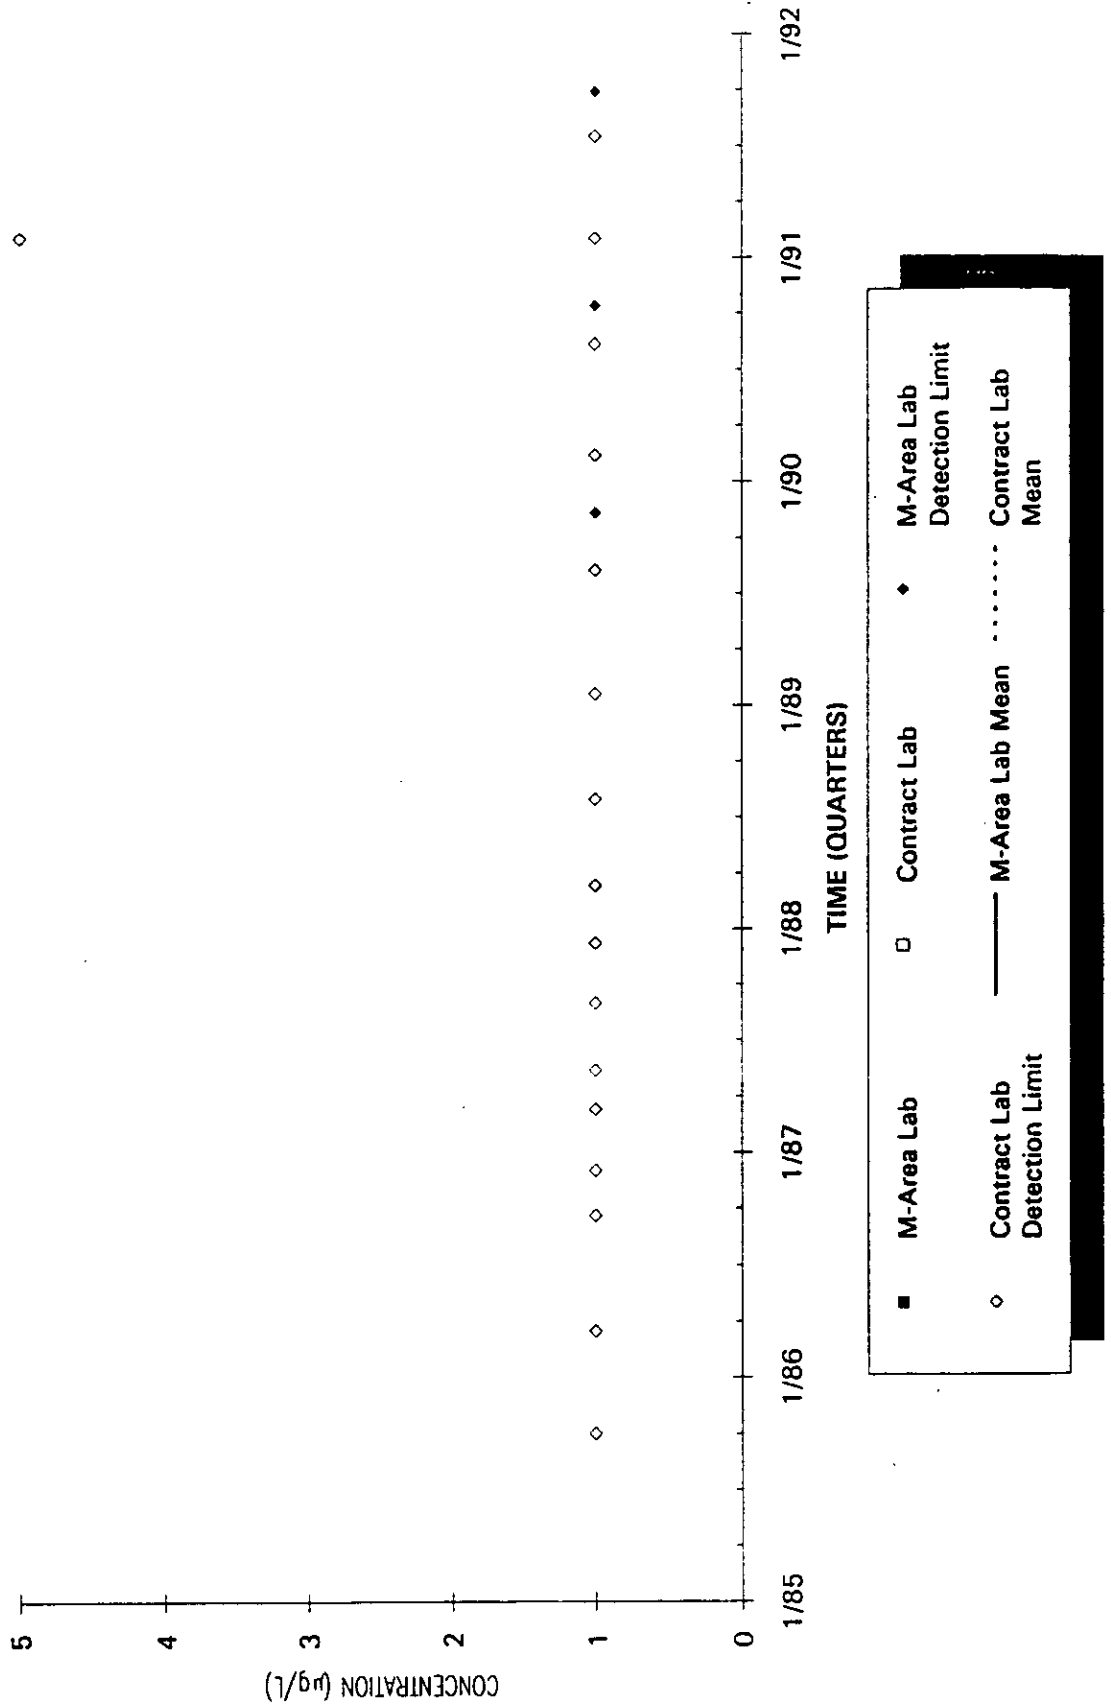 CONCENTRATION (µg/L)
5
4
3
2
1
0
1/85
1/86
1/87
1/88
1/89
1/90
1/91
1/92
TIME (QUARTERS)
M-Area Lab
Contract Lab
M-Area Lab
Detection Limit
Contract Lab
Detection Limit
M-Area Lab Mean
Contract Lab
Mean